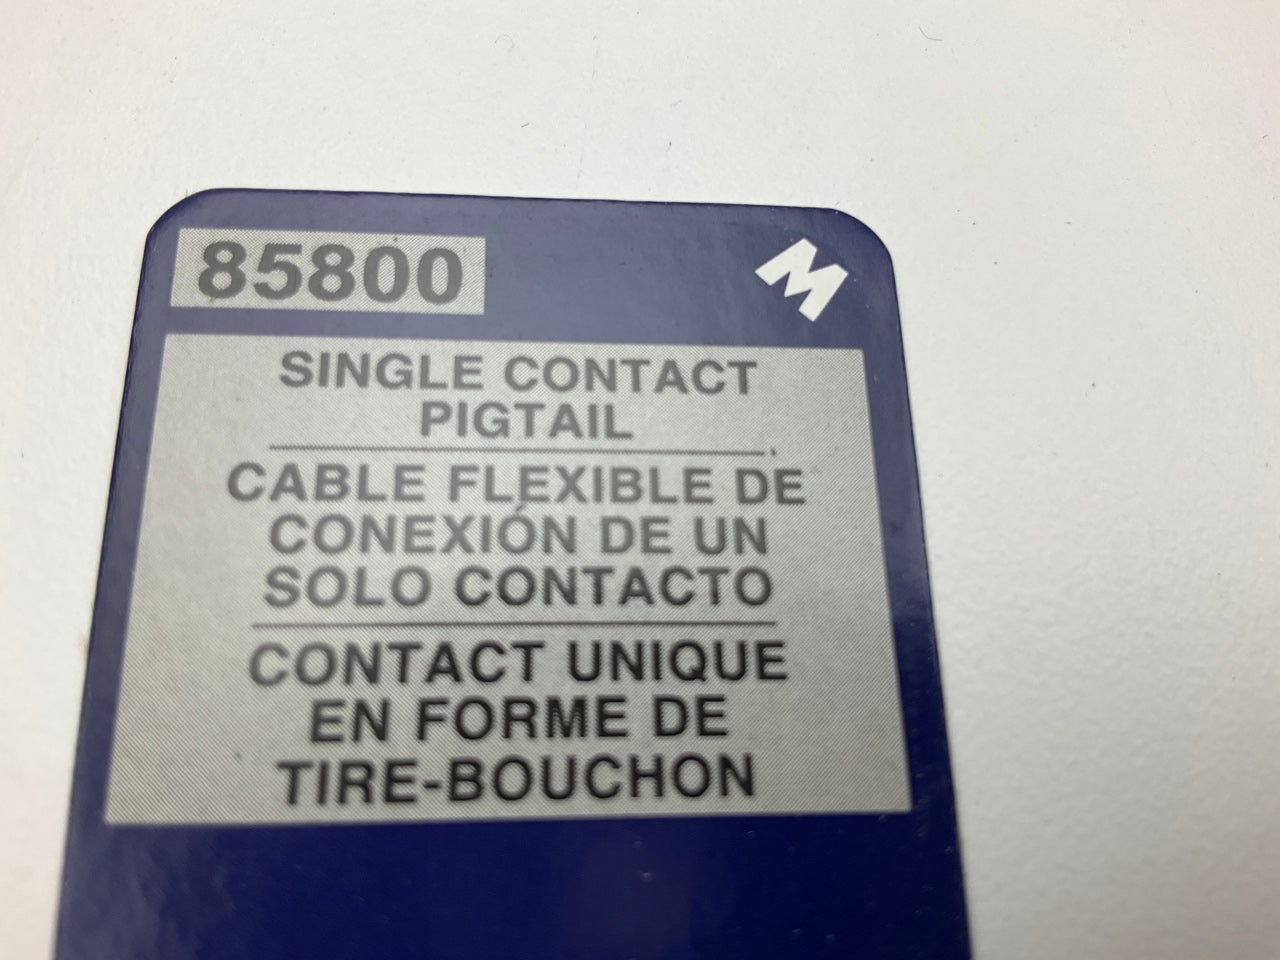 85800
M
SINGLE CONTACT
PIGTAIL
CABLE FLEXIBLE DE
CONEXIÓN DE UN
SOLO CONTACTO
CONTACT UNIQUE
EN FORME DE
TIRE-BOUCHON